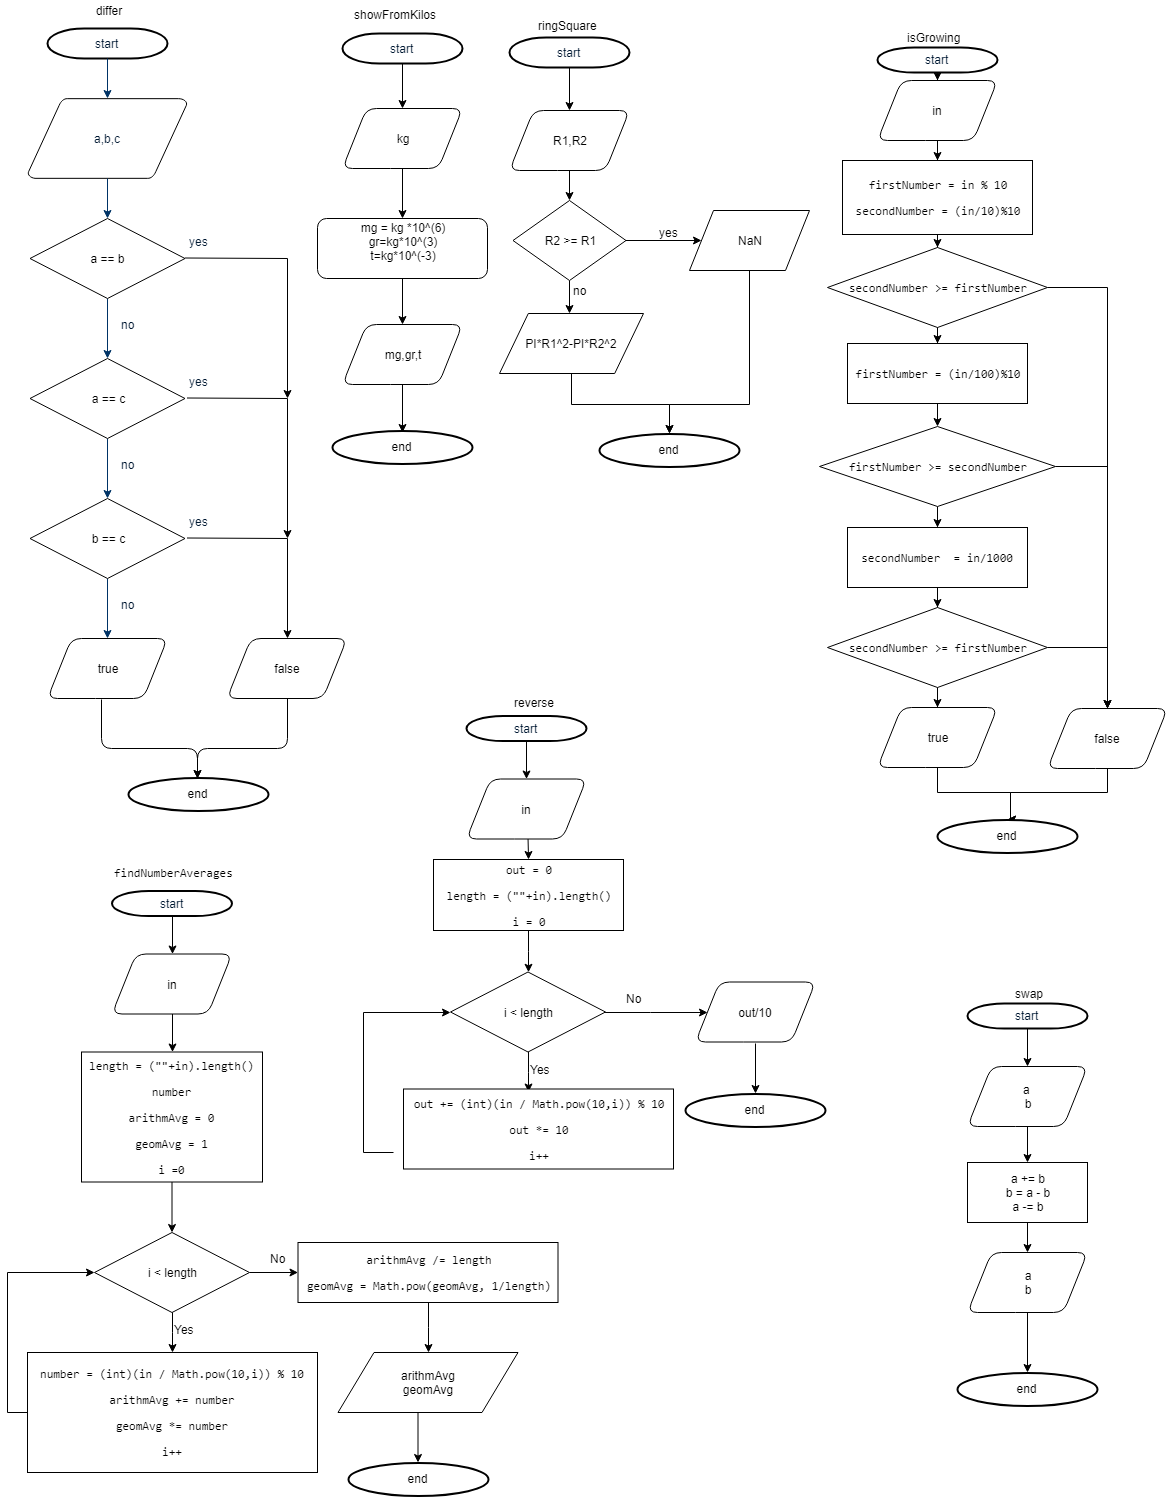 differ
start
a,b,c
a == b
yes
no
a == c
yes
no
b == c
yes
no
true
false
end
showFromKilos
start
kg
mg = kg *10^(6)
gr=kg*10^(3)
t=kg*10^(-3)
mg,gr,t
end
ringSquare
start
R1,R2
R2 >= R1
yes
NaN
no
PI*R1^2-PI*R2^2
end
isGrowing
start
in
firstNumber = in % 10
secondNumber = (in/10)%10
secondNumber >= firstNumber
firstNumber = (in/100)%10
firstNumber >= secondNumber
secondNumber  = in/1000
secondNumber >= firstNumber
true
false
end
reverse
start
in
out = 0
length = (""+in).length()
i = 0
i < length
No
out/10
Yes
out += (int)(in / Math.pow(10,i)) % 10
out *= 10
i++
end
findNumberAverages
start
in
length = (""+in).length()
number
arithmAvg = 0
geomAvg = 1
i =0
i < length
No
arithmAvg /= length
geomAvg = Math.pow(geomAvg, 1/length)
Yes
number = (int)(in / Math.pow(10,i)) % 10
arithmAvg += number
geomAvg *= number
i++
arithmAvg
geomAvg
end
swap
start
a
b
a += b
b = a - b
a -= b
a
b
end